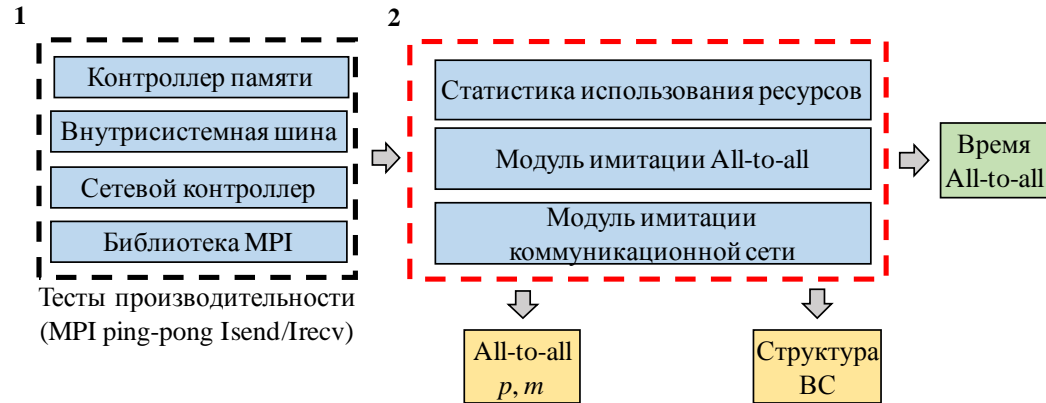 1
Контроллер памяти
Внутрисистемная шина
Сетевой контроллер
Библиотека MPI
Тесты производительности
(MPI ping-pong Isend/Irecv)
2
Статистика использования ресурсов
Модуль имитации All-to-all
Модуль имитации
коммуникационной сети
Время
All-to-all
All-to-all
p, m
Структура
ВС